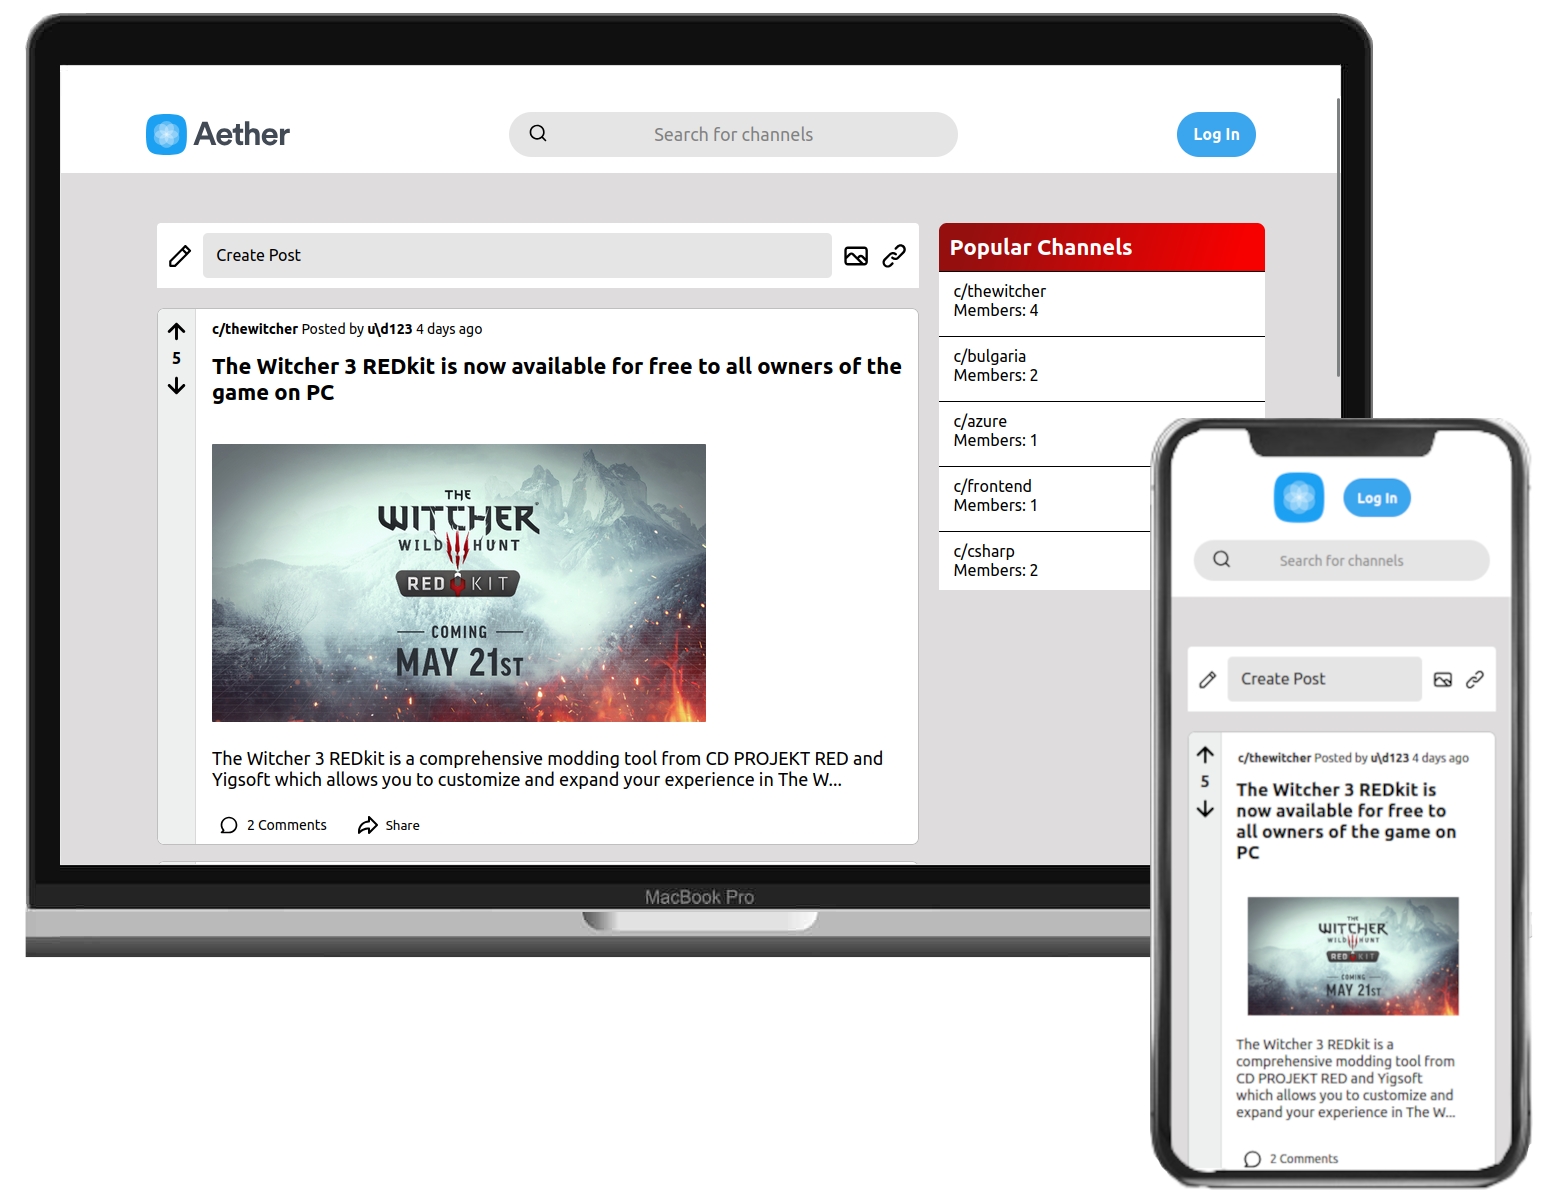 Aether
Search for channels
Log In
Create Post
c/thewitcher Posted by u\d123 4 days ago
5
The Witcher 3 REDkit is now available for free to all owners of the
game on PC
THE
WITCHER
WILD HUNT
RED KIT
COMING
MAY 21ST
The Witcher 3 REDkit is a comprehensive modding tool from CD PROJEKT RED and
Yigsoft which allows you to customize and expand your experience in The W...
2 Comments
Share
Popular Channels
c/thewitcher
Members: 4
c/bulgaria
Members: 2
c/azure
Members: 1
c/frontend
Members: 1
c/csharp
Members: 2
MacBook Pro
Log In
Search for channels
Create Post
c/thewitcher Posted by u\d123 4 days ago
5
The Witcher 3 REDkit is
now available for free to
all owners of the game on
PC
THE
WITCHER
WILD HUNT
RED KIT
COMING
MAY 21ST
The Witcher 3 REDkit is a
comprehensive modding tool from
CD PROJEKT RED and Yigsoft
which allows you to customize and
expand your experience in The W...
2 Comments